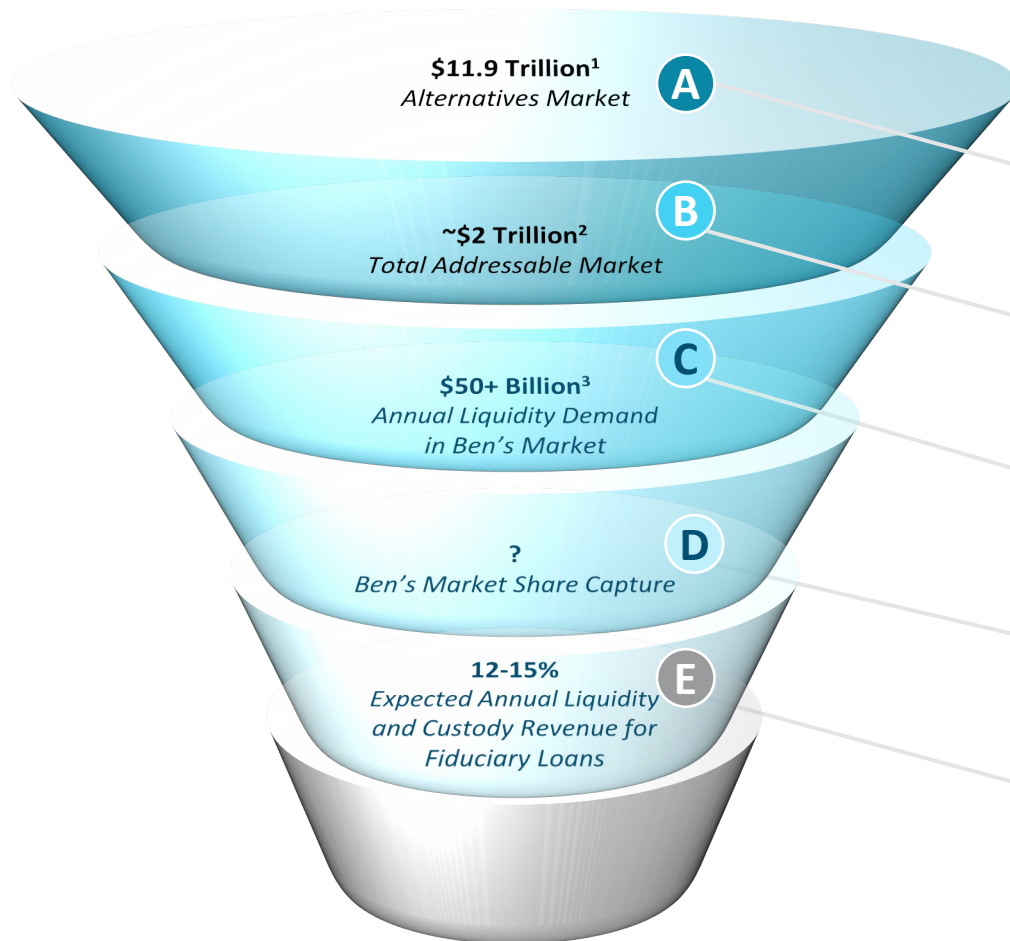 $11.9 Trillion¹
Alternatives Market
A
B
~$2 Trillion²
Total Addressable Market
C
$50+ Billion³
Annual Liquidity Demand
in Ben's Market
D
?
Ben's Market Share Capture
12-15%
E
Expected Annual Liquidity
and Custody Revenue for
Fiduciary Loans